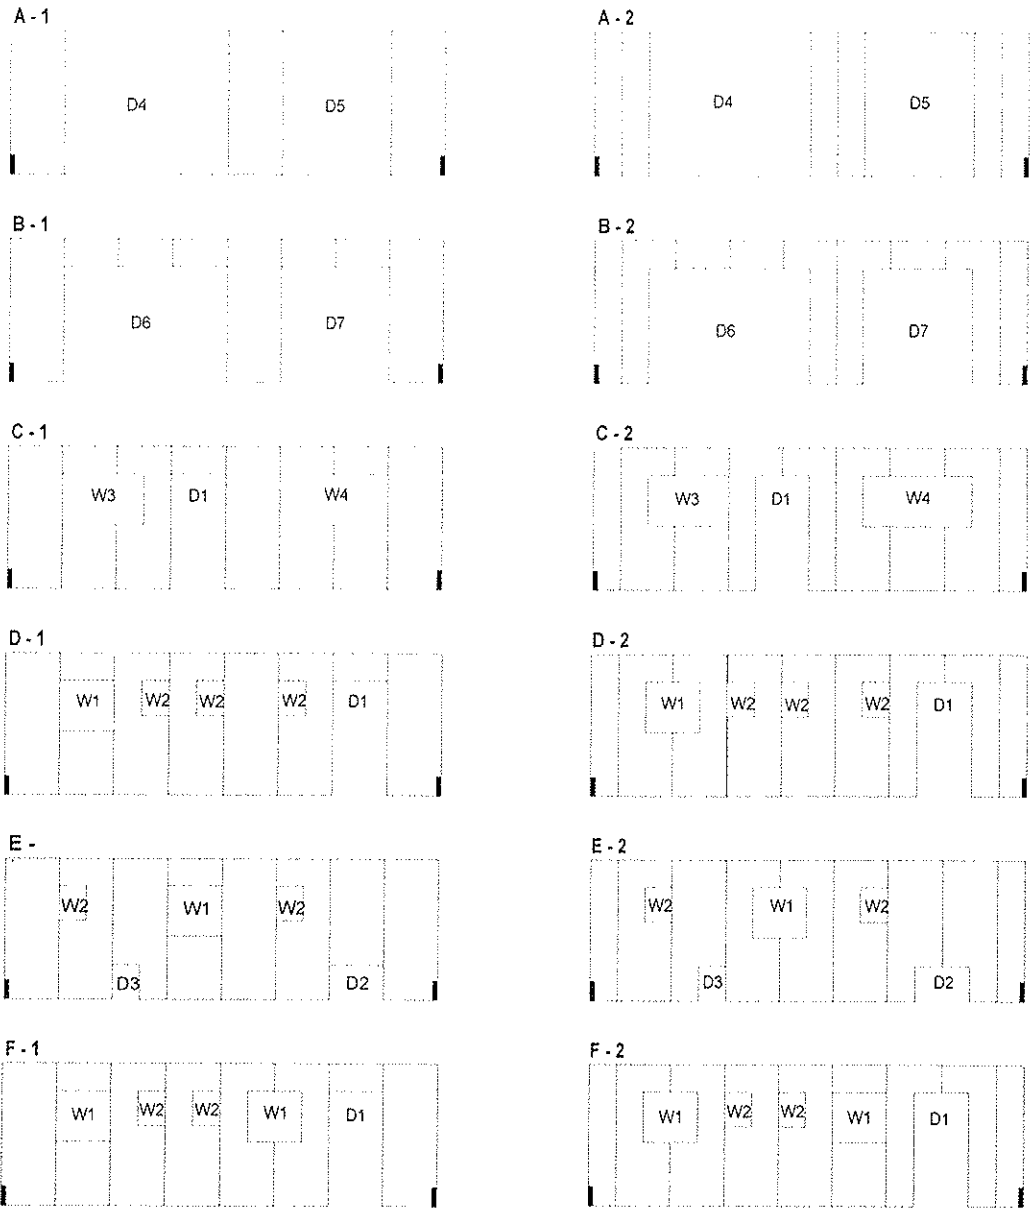 A - 1
D4 D5
A - 2
D4 D5
B - 1
D6 D7
B - 2
D6 D7
C - 1
W3 D1 W4
C - 2
W3 D1 W4
D - 1
W1 W2 W2 W2 D1
D - 2
W1 W2 W2 W2 D1
E -
W2 W1 W2
D3 D2
E - 2
W2 W1 W2
D3 D2
F - 1
W1 W2 W2 W1 D1
F - 2
W1 W2 W2 W1 D1